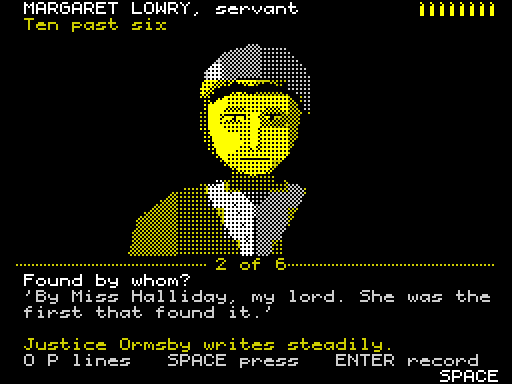 MARGARET LOWRY, servant
Ten past six
2 of 6
Found by whom?
'By Miss Halliday, my lord. She was the
first that found it.'
Justice Ormsby writes steadily.
O P lines   SPACE press   ENTER record
SPACE